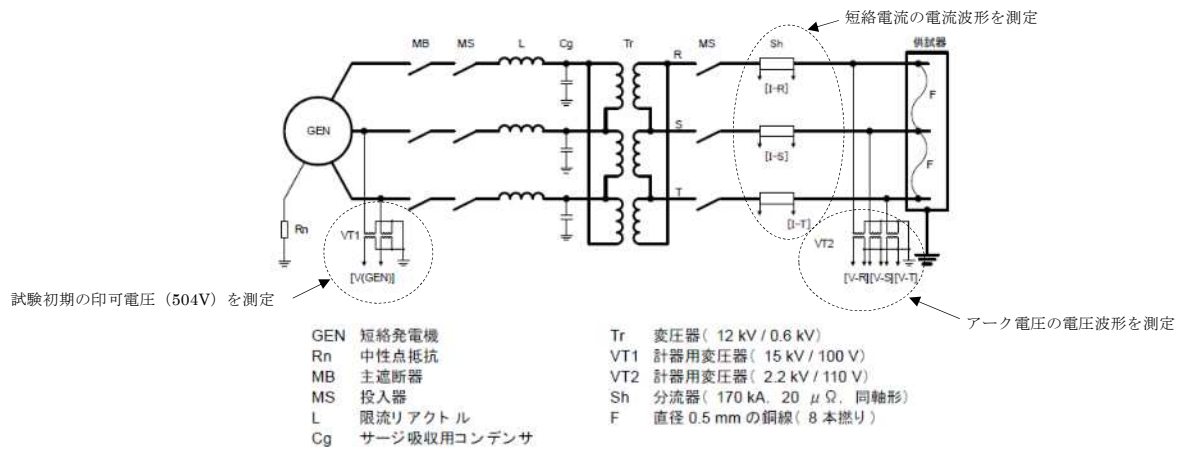 短絡電流の電流波形を測定
MB MS L Cg Tr R MS Sh 供試器
[I-R]
F
GEN
S
[I-S]
F
T
Rn
VT1
[I-T]
VT2
[V(GEN)]
[V-R][V-S][V-T]
試験初期の印可電圧（504V）を測定
アーク電圧の電圧波形を測定
GEN 短絡発電機
Rn 中性点抵抗
MB 主遮断器
MS 投入器
L 限流リアクトル
Cg サージ吸収用コンデンサ
Tr 変圧器( 12 kV / 0.6 kV)
VT1 計器用変圧器( 15 kV / 100 V)
VT2 計器用変圧器( 2.2 kV / 110 V)
Sh 分流器( 170 kA, 20 μΩ, 同軸形)
F 直径 0.5 mm の銅線( 8 本撚り)